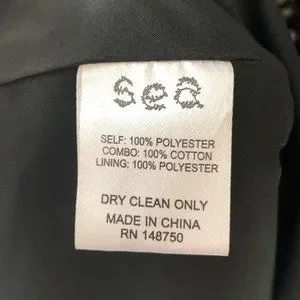 sea
SELF: 100% POLYESTER
COMBO: 100% COTTON
LINING: 100% POLYESTER
DRY CLEAN ONLY
MADE IN CHINA
RN 148750